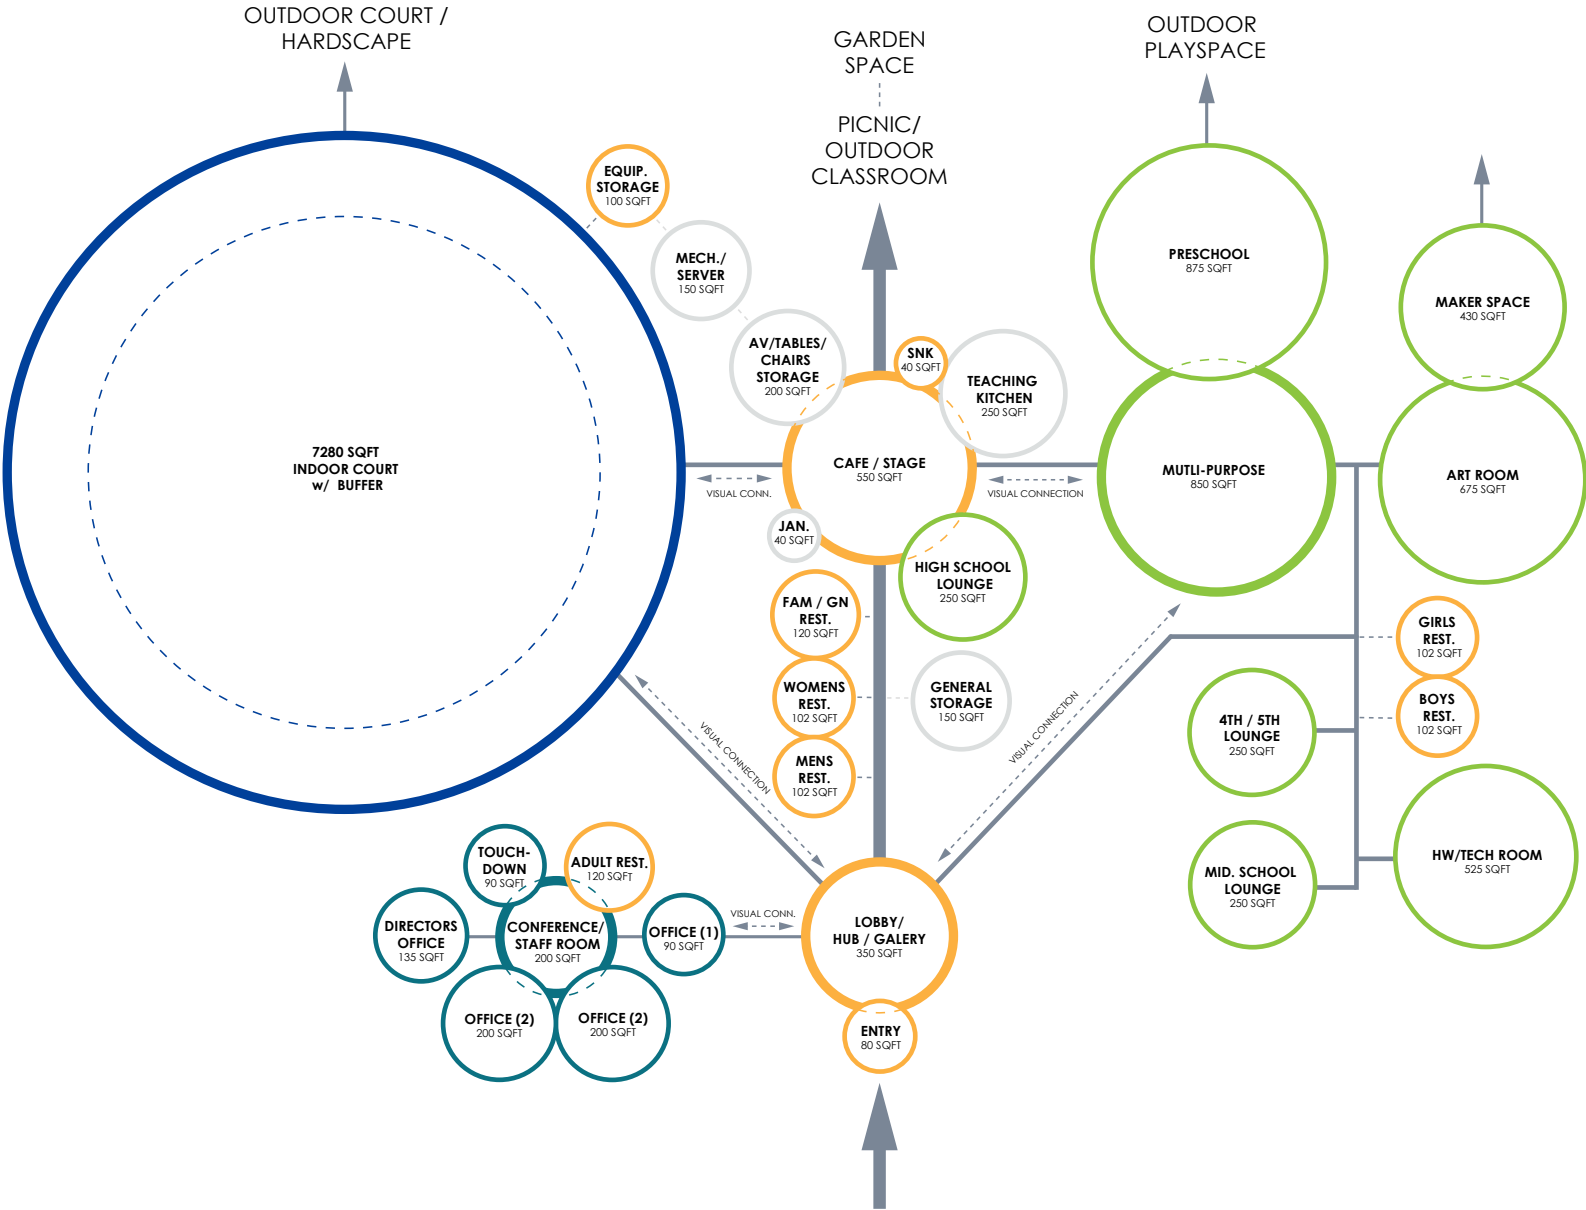 OUTDOOR COURT /
HARDSCAPE
GARDEN
SPACE
PICNIC/
OUTDOOR
CLASSROOM
OUTDOOR
PLAYSPACE
EQUIP.
STORAGE
100 SQFT
MECH./
SERVER
150 SQFT
AV/TABLES/
CHAIRS
STORAGE
200 SQFT
SNK
40 SQFT
TEACHING
KITCHEN
250 SQFT
PRESCHOOL
875 SQFT
MAKER SPACE
430 SQFT
7280 SQFT
INDOOR COURT
w/ BUFFER
VISUAL CONN.
CAFE / STAGE
550 SQFT
VISUAL CONNECTION
MUTLI-PURPOSE
850 SQFT
ART ROOM
675 SQFT
JAN.
40 SQFT
HIGH SCHOOL
LOUNGE
250 SQFT
FAM / GN
REST.
120 SQFT
WOMENS
REST.
102 SQFT
MENS
REST.
102 SQFT
GENERAL
STORAGE
150 SQFT
VISUAL CONNECTION
VISUAL CONNECTION
GIRLS
REST.
102 SQFT
BOYS
REST.
102 SQFT
4TH / 5TH
LOUNGE
250 SQFT
MID. SCHOOL
LOUNGE
250 SQFT
HW/TECH ROOM
525 SQFT
TOUCH-
DOWN
90 SQFT
ADULT REST.
120 SQFT
DIRECTORS
OFFICE
135 SQFT
CONFERENCE/
STAFF ROOM
200 SQFT
OFFICE (1)
90 SQFT
VISUAL CONN.
LOBBY/
HUB / GALERY
350 SQFT
OFFICE (2)
200 SQFT
OFFICE (2)
200 SQFT
ENTRY
80 SQFT